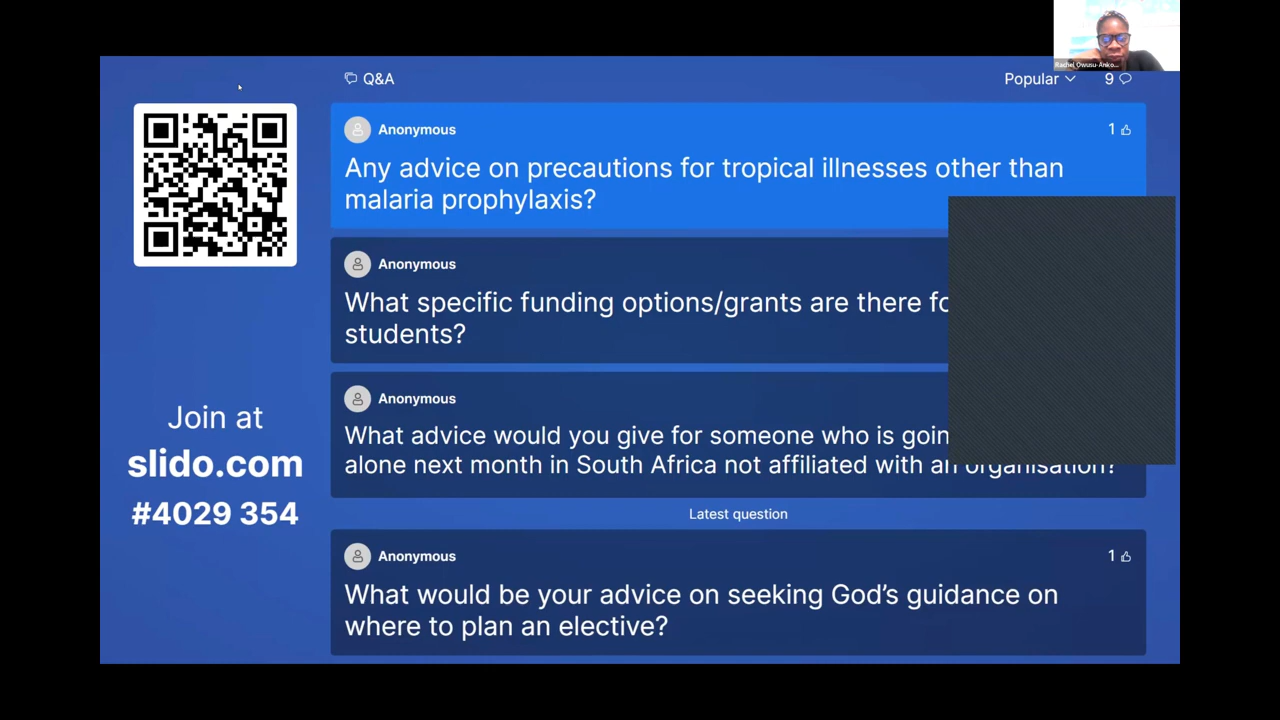 Rachel Owusu-Anko...
Q&A
Popular
9
Anonymous
1
Any advice on precautions for tropical illnesses other than
malaria prophylaxis?
Anonymous
What specific funding options/grants are there
students?
Anonymous
What advice would you give for someone who is
alone next month in South Africa not affiliated with an organisation?
Join at
slido.com
#4029 354
Latest question
Anonymous
1
What would be your advice on seeking God's guidance on
where to plan an elective?